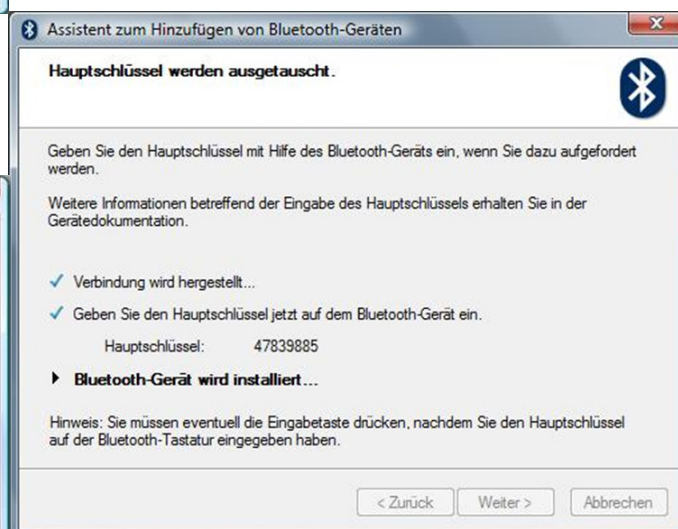 Assistent zum Hinzufügen von Bluetooth-Geräten
Hauptschlüssel werden ausgetauscht.
Geben Sie den Hauptschlüssel mit Hilfe des Bluetooth-Geräts ein, wenn Sie dazu aufgefordert
werden.
Weitere Informationen betreffend der Eingabe des Hauptschlüssels erhalten Sie in der
Gerätedokumentation.
Verbindung wird hergestellt...
Geben Sie den Hauptschlüssel jetzt auf dem Bluetooth-Gerät ein.
Hauptschlüssel: 47839885
Bluetooth-Gerät wird installiert...
Hinweis: Sie müssen eventuell die Eingabetaste drücken, nachdem Sie den Hauptschlüssel
auf der Bluetooth-Tastatur eingegeben haben.
< Zurück Weiter > Abbrechen